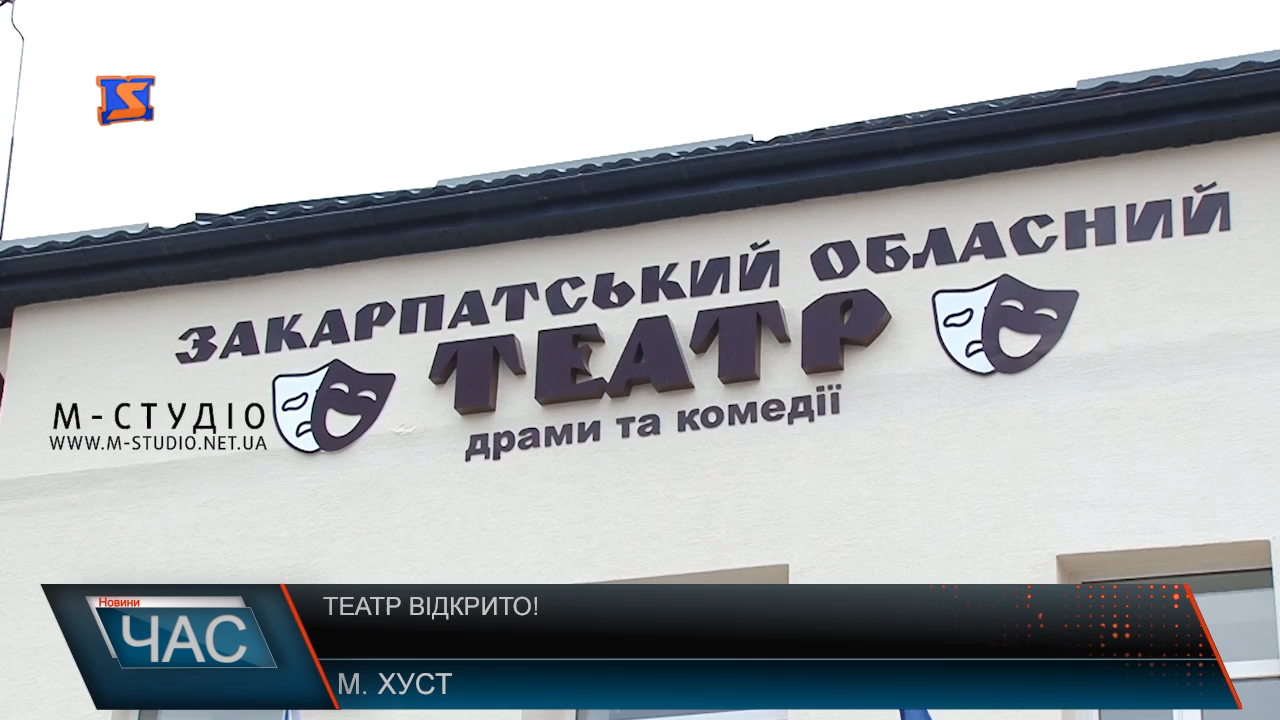 ЗАКАРПАТСЬКИЙ ОБЛАСНИЙ
ТЕАТР
драми та комедії
М-СТУДІО
WWW.M-STUDIO.NET.UA
Новини
ЧАС
ТЕАТР ВІДКРИТО!
М. ХУСТ